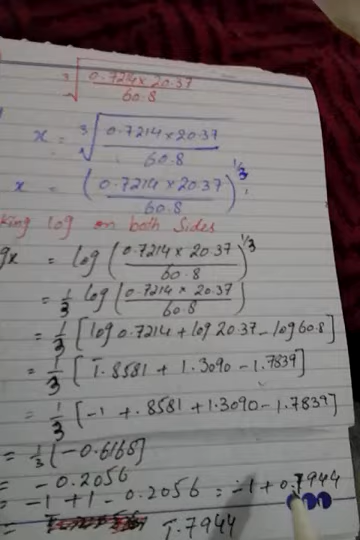 ∛(0.7214 × 20.37 / 60.8)
x = ∛(0.7214 × 20.37 / 60.8)
x = (0.7214 × 20.37 / 60.8)^1/3
king log on both sides
gx = log (0.7214 × 20.37 / 60.8)^1/3
= 1/3 log (0.7214 × 20.37 / 60.8)
= 1/3 [log 0.7214 + log 20.37 - log 60.8]
= 1/3 [1̅.8581 + 1.3090 - 1.7839]
= 1/3 [-1 + .8581 + 1.3090 - 1.7839]
= 1/3 [-0.6168]
= -0.2056
= -1 + 1 - 0.2056 = -1 + 0.7944
= 1̅.7944